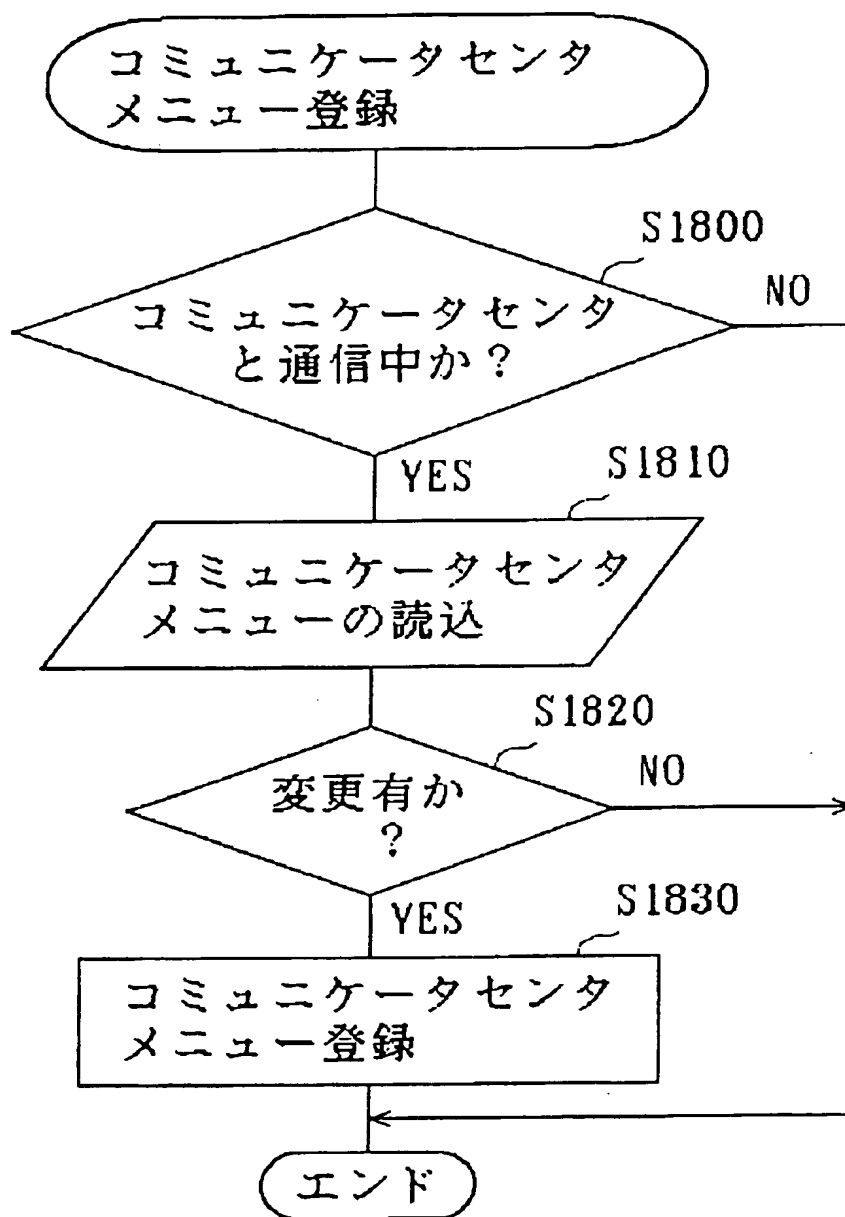 コミュニケータセンタ
メニュー登録
S1800
コミュニケータセンタ
と通信中か?
NO
YES
S1810
コミュニケータセンタ
メニューの読込
S1820
変更有か
?
NO
YES
S1830
コミュニケータセンタ
メニュー登録
エンド